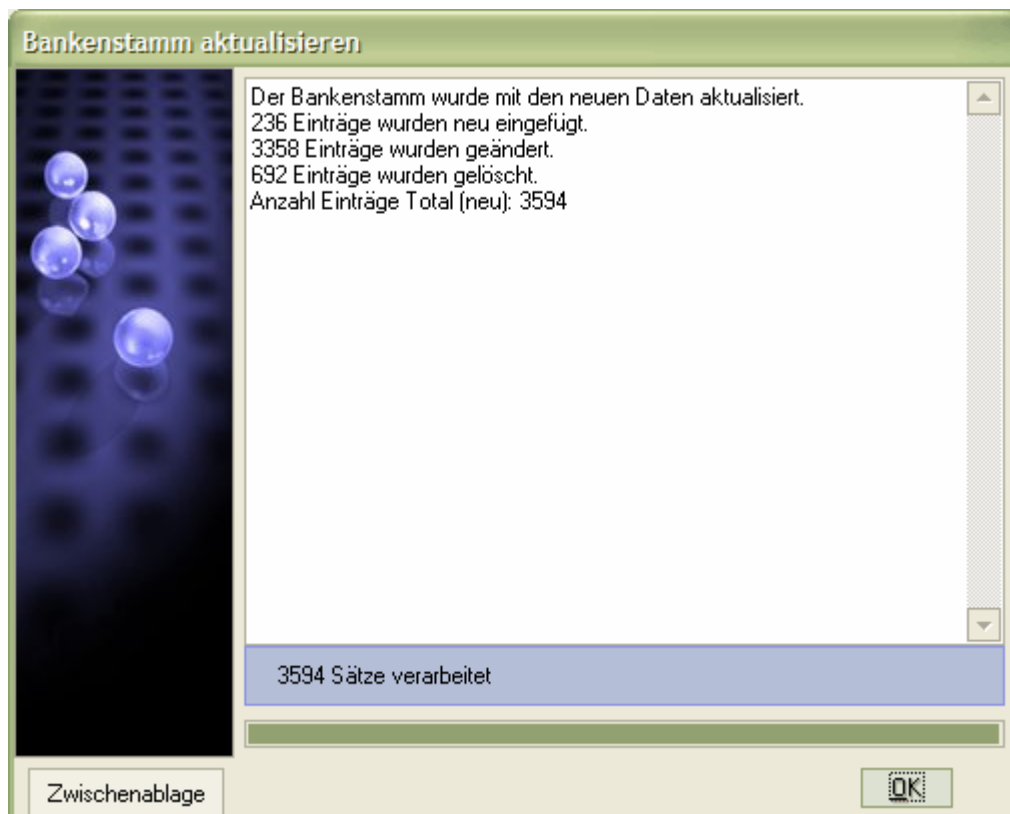 Bankenstamm aktualisieren
Der Bankenstamm wurde mit den neuen Daten aktualisiert.
236 Einträge wurden neu eingefügt.
3358 Einträge wurden geändert.
692 Einträge wurden gelöscht.
Anzahl Einträge Total (neu): 3594
3594 Sätze verarbeitet
Zwischenablage
OK